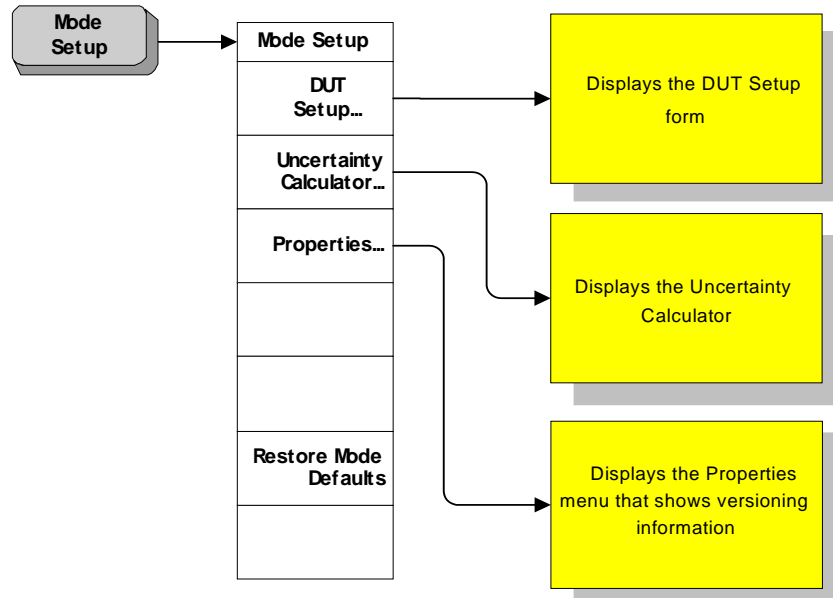 Mode
Setup
Mode Setup
DUT
Setup...
Uncertainty
Calculator...
Properties...
Restore Mode
Defaults
Displays the DUT Setup
form
Displays the Uncertainty
Calculator
Displays the Properties
menu that shows versioning
information